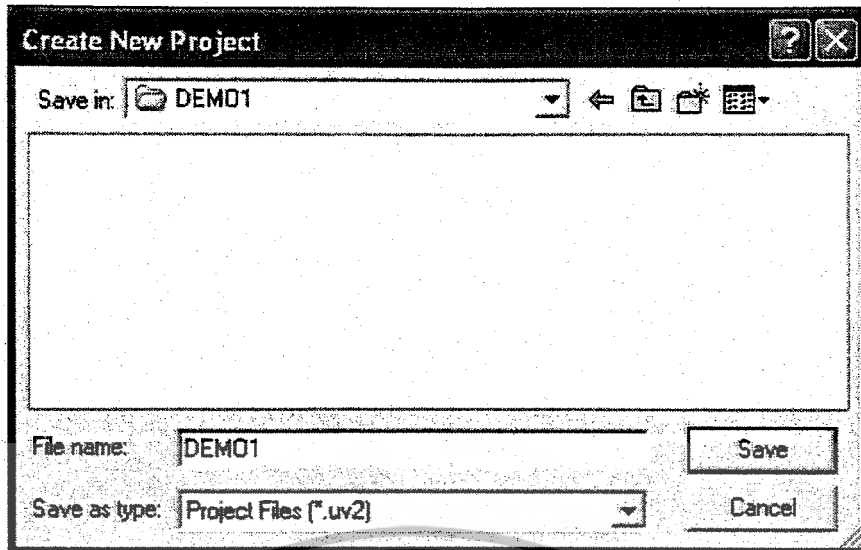 Create New Project
Save in: DEMO1
File name: DEMO1
Save
Save as type: Project Files (*.uv2)
Cancel